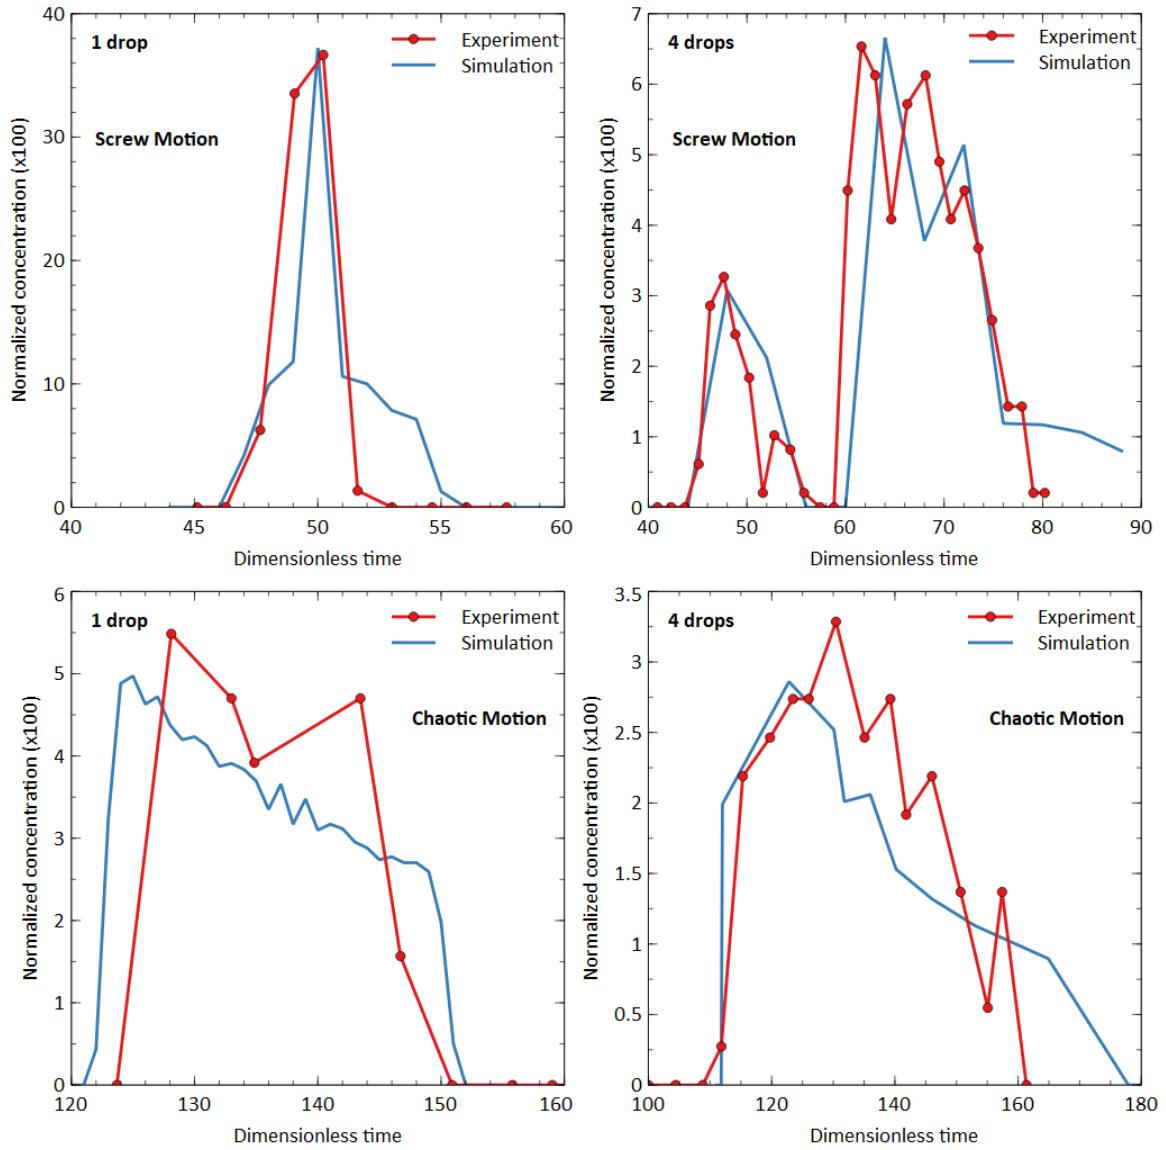 1 drop
Experiment
Simulation
Screw Motion
Normalized concentration (x100)
40
30
20
10
0
40
45
50
55
60
Dimensionless time
4 drops
Experiment
Simulation
Screw Motion
Normalized concentration (x100)
7
6
5
4
3
2
1
0
40
50
60
70
80
90
Dimensionless time
1 drop
Experiment
Simulation
Chaotic Motion
Normalized concentration (x100)
6
5
4
3
2
1
0
120
130
140
150
160
Dimensionless time
4 drops
Experiment
Simulation
Chaotic Motion
Normalized concentration (x100)
3.5
3
2.5
2
1.5
1
0.5
0
100
120
140
160
180
Dimensionless time